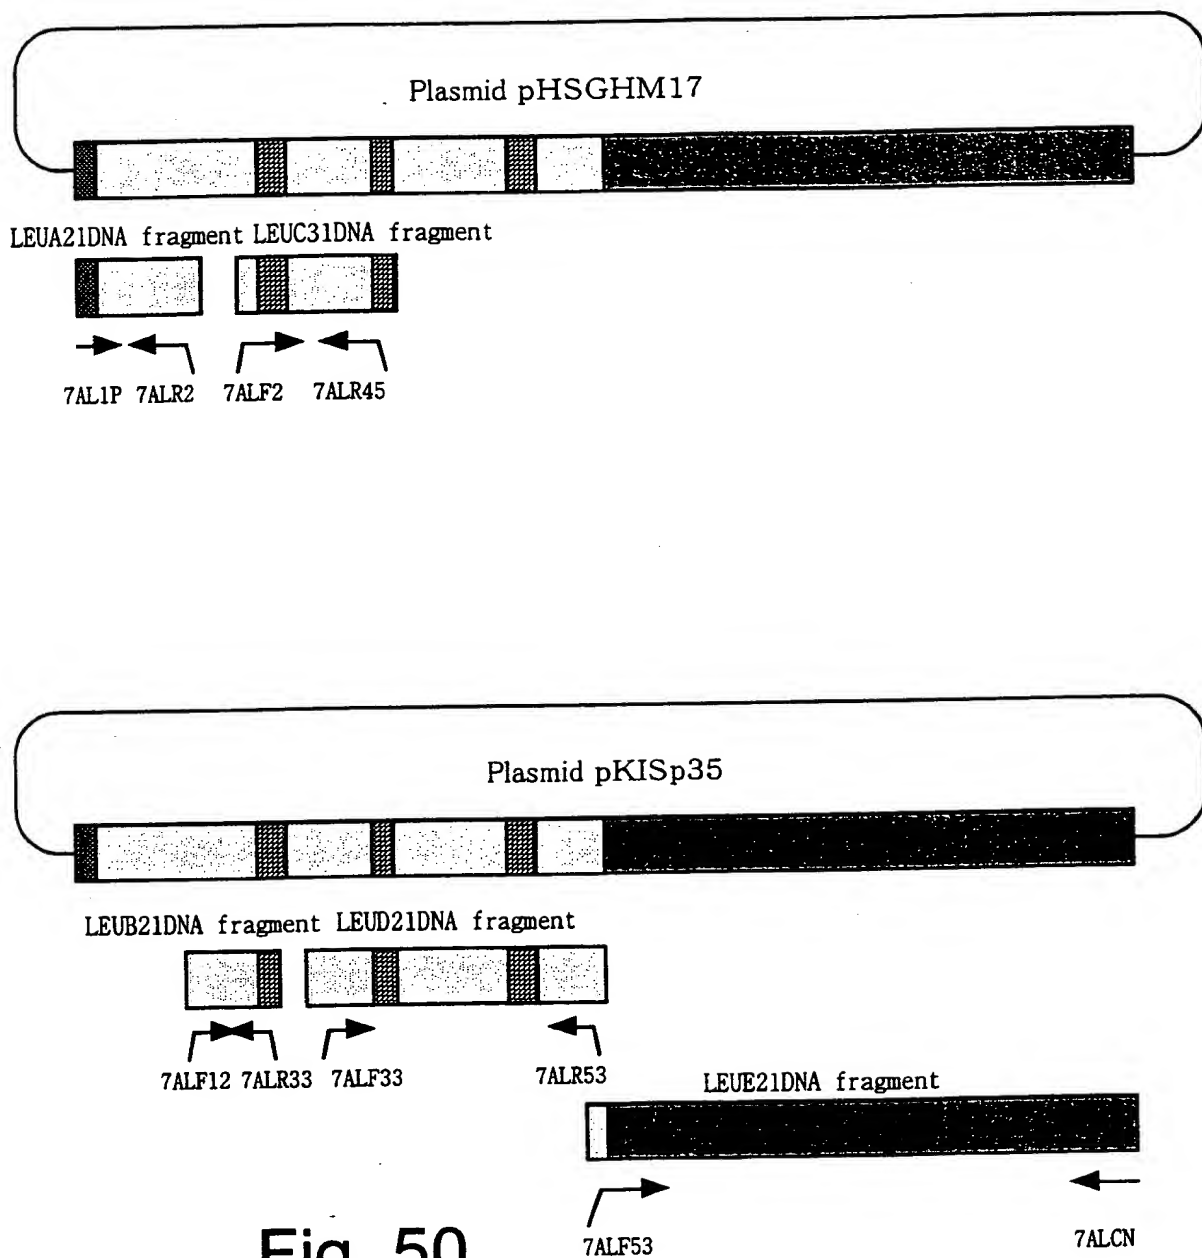 Plasmid pHSGHM17
LEUA21DNA fragment LEUC31DNA fragment
7AL1P 7ALR2 7ALF2 7ALR45
Plasmid pKISp35
LEUB21DNA fragment LEUD21DNA fragment
7ALF12 7ALR33 7ALF33 7ALR53
LEUE21DNA fragment
7ALF53 7ALCN
Fig. 50